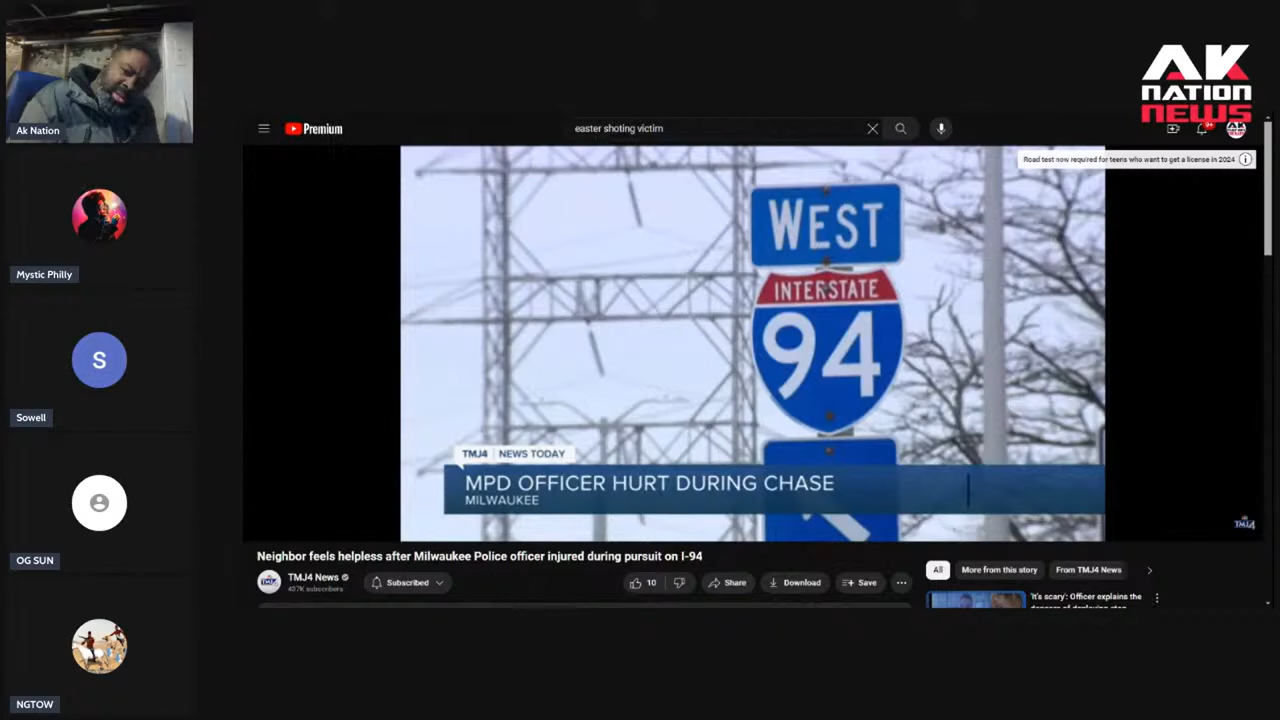 Ak Nation
Mystic Philly
S
Sowell
OG SUN
NGTOW
AK
NATION
NEWS
Premium
easter shoting victim
9+
Road test now required for teens who want to get a license in 2024
WEST
INTERSTATE
94
TMJ4 NEWS TODAY
MPD OFFICER HURT DURING CHASE
MILWAUKEE
TMJ4
Neighbor feels helpless after Milwaukee Police officer injured during pursuit on I-94
TMJ4 News
437K subscribers
Subscribed
10
Share
Download
Save
All
More from this story
From TMJ4 News
'It's scary': Officer explains the